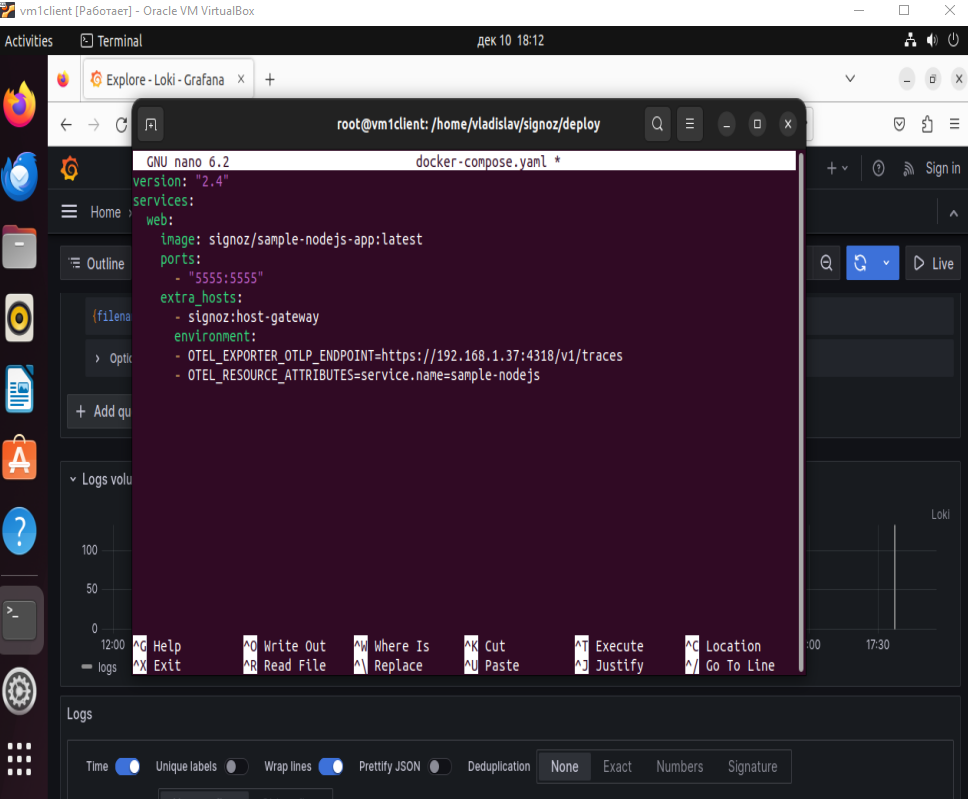 vm1client [Работает] - Oracle VM VirtualBox
Activities Terminal дек 10 18:12
Explore - Loki - Grafana
root@vm1client: /home/vladislav/signoz/deploy
Sign in
Home
Outline
Live
{filena
Optic
+ Add qu
GNU nano 6.2 docker-compose.yaml *
version: "2.4"
services:
  web:
    image: signoz/sample-nodejs-app:latest
    ports:
      - "5555:5555"
    extra_hosts:
      - signoz:host-gateway
      environment:
      - OTEL_EXPORTER_OTLP_ENDPOINT=https://192.168.1.37:4318/v1/traces
      - OTEL_RESOURCE_ATTRIBUTES=service.name=sample-nodejs
^G Help ^O Write Out ^W Where Is ^K Cut ^T Execute ^C Location
^X Exit ^R Read File ^\ Replace ^U Paste ^J Justify ^/ Go To Line
Logs volu
Loki
100
50
0
12:00 :00 17:30
logs
Logs
Time Unique labels Wrap lines Prettify JSON Deduplication None Exact Numbers Signature